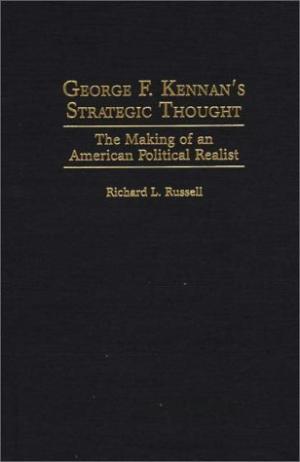 GEORGE F. KENNAN'S
STRATEGIC THOUGHT
The Making of an
American Political Realist
Richard L. Russell